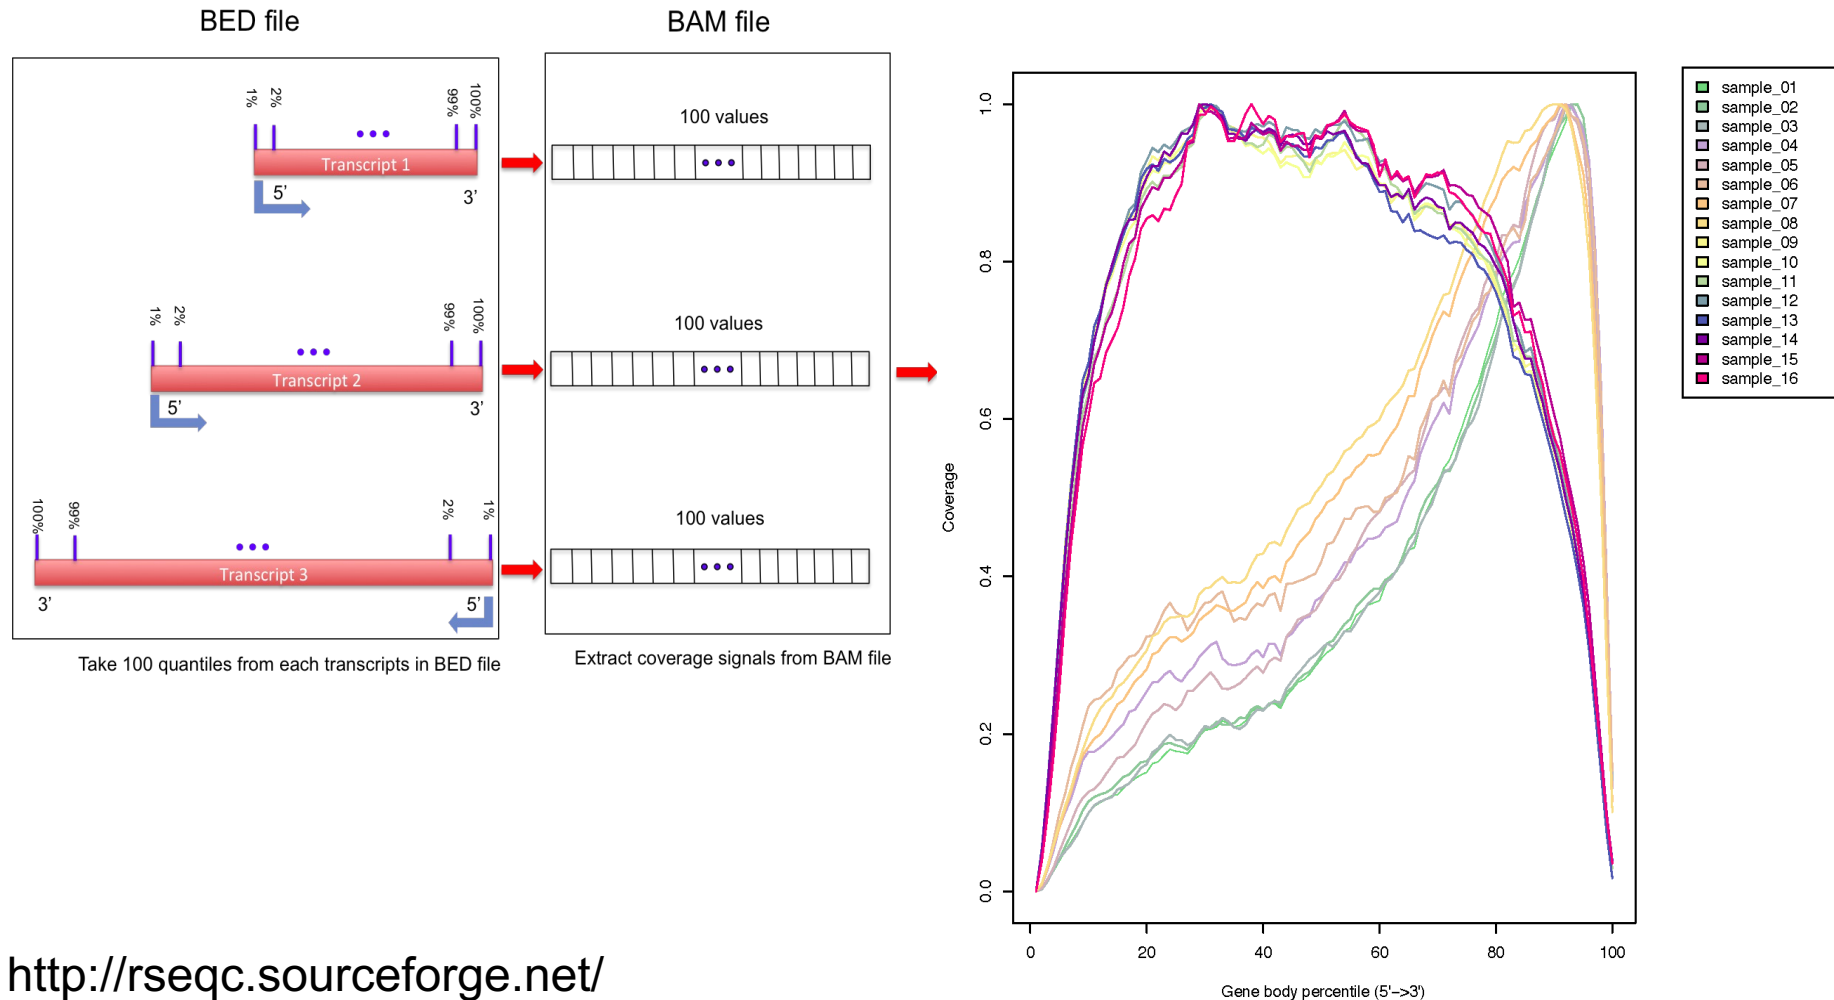 BED file
BAM file
1%
2%
99%
100%
Transcript 1
5’
3’
100 values
1%
2%
99%
100%
Transcript 2
5’
3’
100 values
100%
99%
2%
1%
Transcript 3
3’
5’
100 values
Take 100 quantiles from each transcripts in BED file
Extract coverage signals from BAM file
Coverage
1.0
0.8
0.6
0.4
0.2
0.0
0
20
40
60
80
100
Gene body percentile (5'->3')
sample_01
sample_02
sample_03
sample_04
sample_05
sample_06
sample_07
sample_08
sample_09
sample_10
sample_11
sample_12
sample_13
sample_14
sample_15
sample_16
http://rseqc.sourceforge.net/